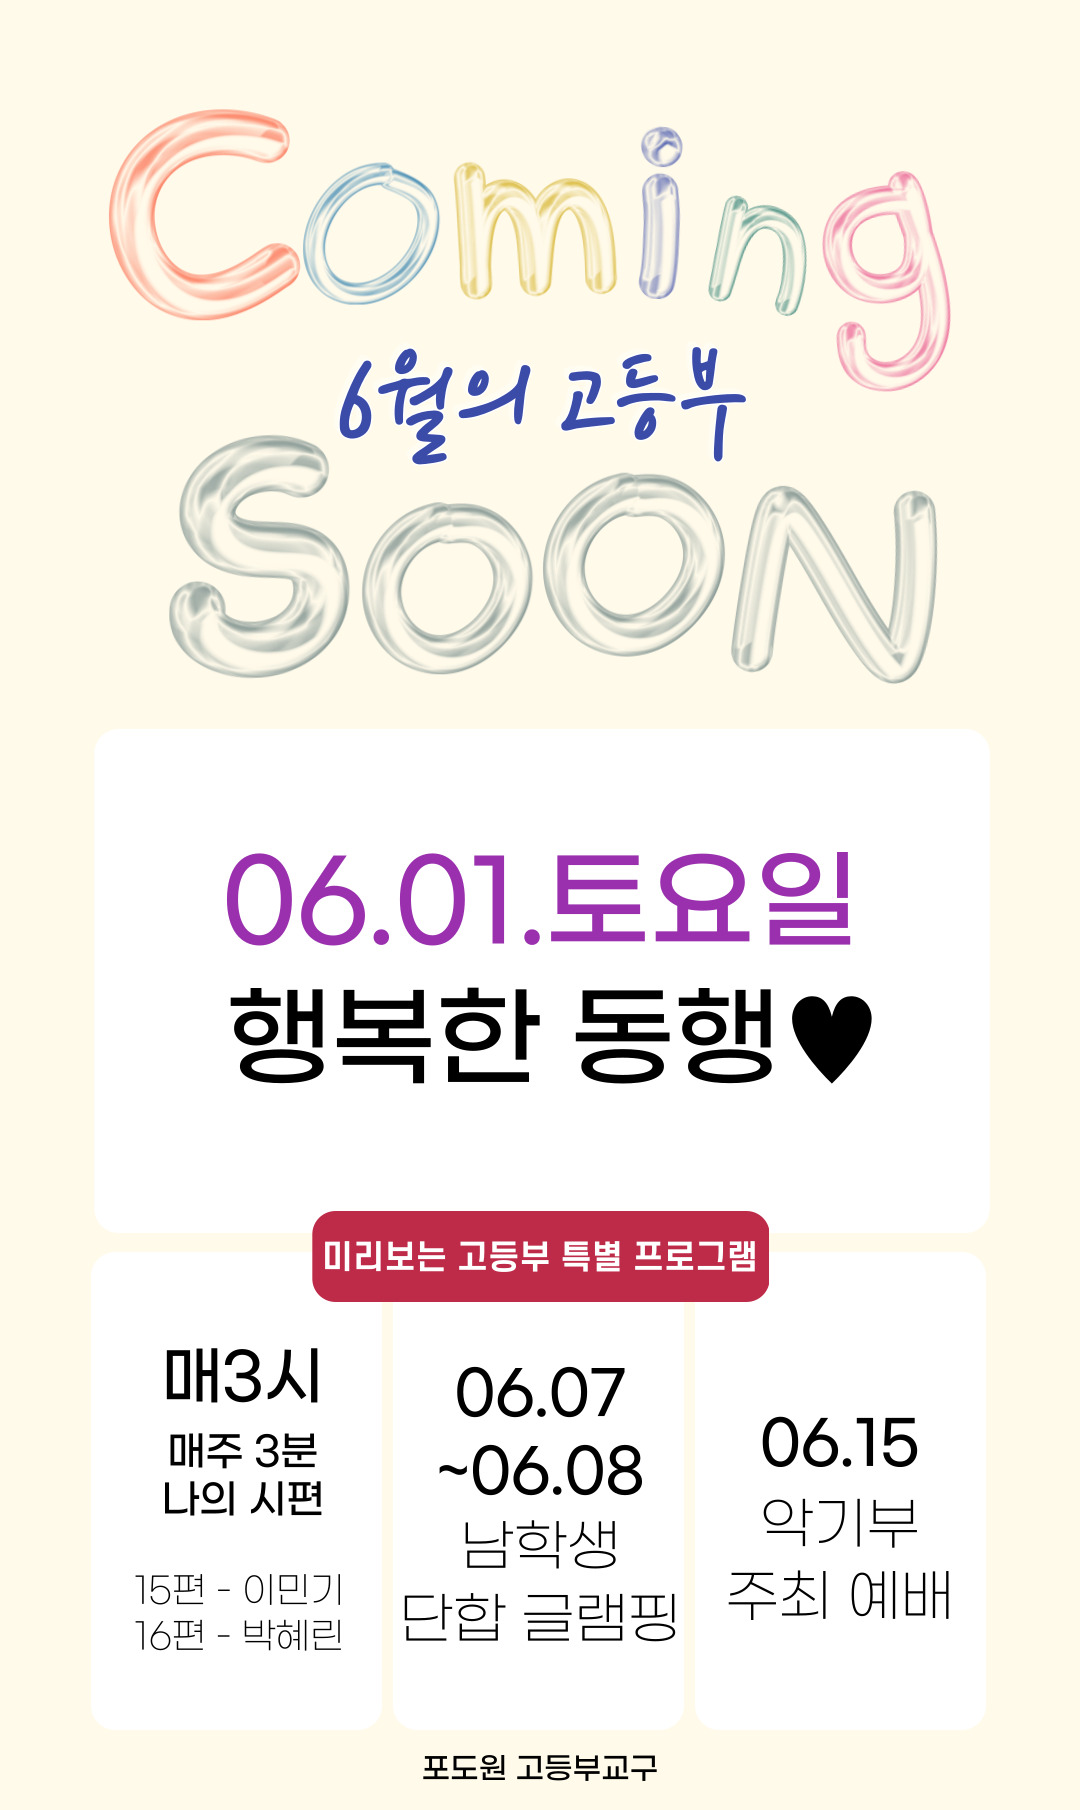 Coming
6월의 고등부
SOON
06.01.토요일
행복한 동행♥
미리보는 고등부 특별 프로그램
매3시
매주 3분
나의 시편
15편 - 이민기
16편 - 박혜린
06.07
~06.08
남학생
단합 글램핑
06.15
악기부
주최 예배
포도원 고등부교구